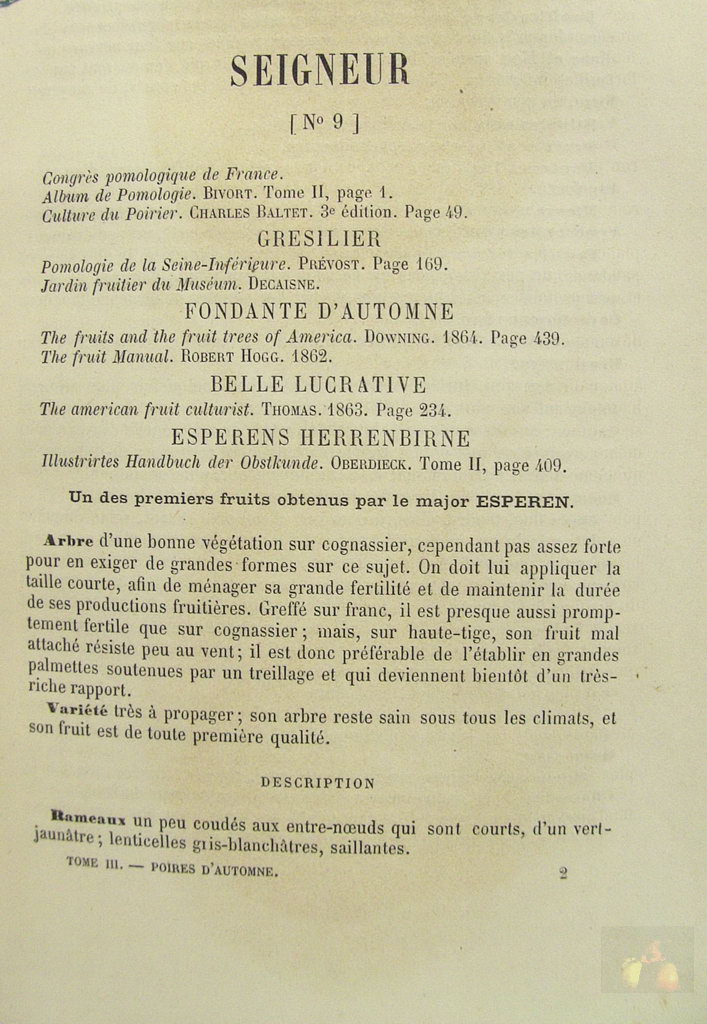 SEIGNEUR
[ No 9 ]
Congrès pomologique de France.
Album de Pomologie. BIVORT. Tome II, page 1.
Culture du Poirier. CHARLES BALTET. 3e édition. Page 49.
GRESILIER
Pomologie de la Seine-Inférieure. PRÉVOST. Page 169.
Jardin fruitier du Muséum. DECAISNE.
FONDANTE D'AUTOMNE
The fruits and the fruit trees of America. DOWNING. 1864. Page 439.
The fruit Manual. ROBERT HOGG. 1862.
BELLE LUCRATIVE
The american fruit culturist. THOMAS. 1863. Page 234.
ESPERENS HERRENBIRNE
Illustrirtes Handbuch der Obstkunde. OBERDIECK. Tome II, page 409.
Un des premiers fruits obtenus par le major ESPEREN.
Arbre d'une bonne végétation sur cognassier, cependant pas assez forte
pour en exiger de grandes formes sur ce sujet. On doit lui appliquer la
taille courte, afin de ménager sa grande fertilité et de maintenir la durée
de ses productions fruitières. Greffé sur franc, il est presque aussi promp-
tement fertile que sur cognassier ; mais, sur haute-tige, son fruit mal
attaché résiste peu au vent ; il est donc préférable de l'établir en grandes
palmettes soutenues par un treillage et qui deviennent bientôt d'un très-
riche rapport.
Variété très à propager ; son arbre reste sain sous tous les climats, et
son fruit est de toute première qualité.
DESCRIPTION
Rameaux un peu coudés aux entre-nœuds qui sont courts, d'un vert-
jaunâtre ; lenticelles gris-blanchâtres, saillantes.
TOME III. — POIRES D'AUTOMNE. 2